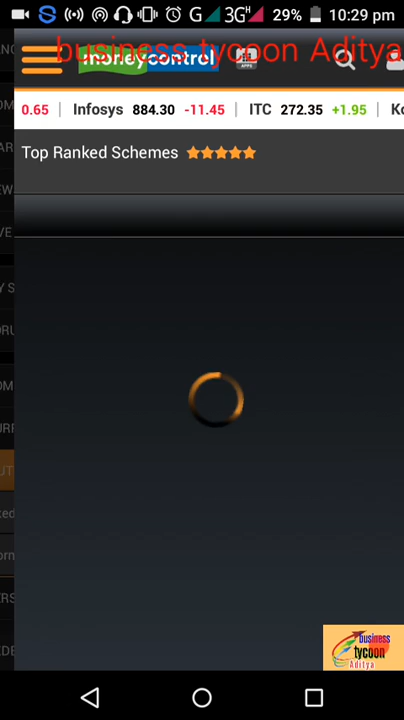 G 3G H 29% 10:29 pm
business tycoon Aditya
moneycontrol
APPS
0.65 | Infosys 884.30 -11.45 | ITC 272.35 +1.95 | Ko
Top Ranked Schemes
business
tycoon
Aditya